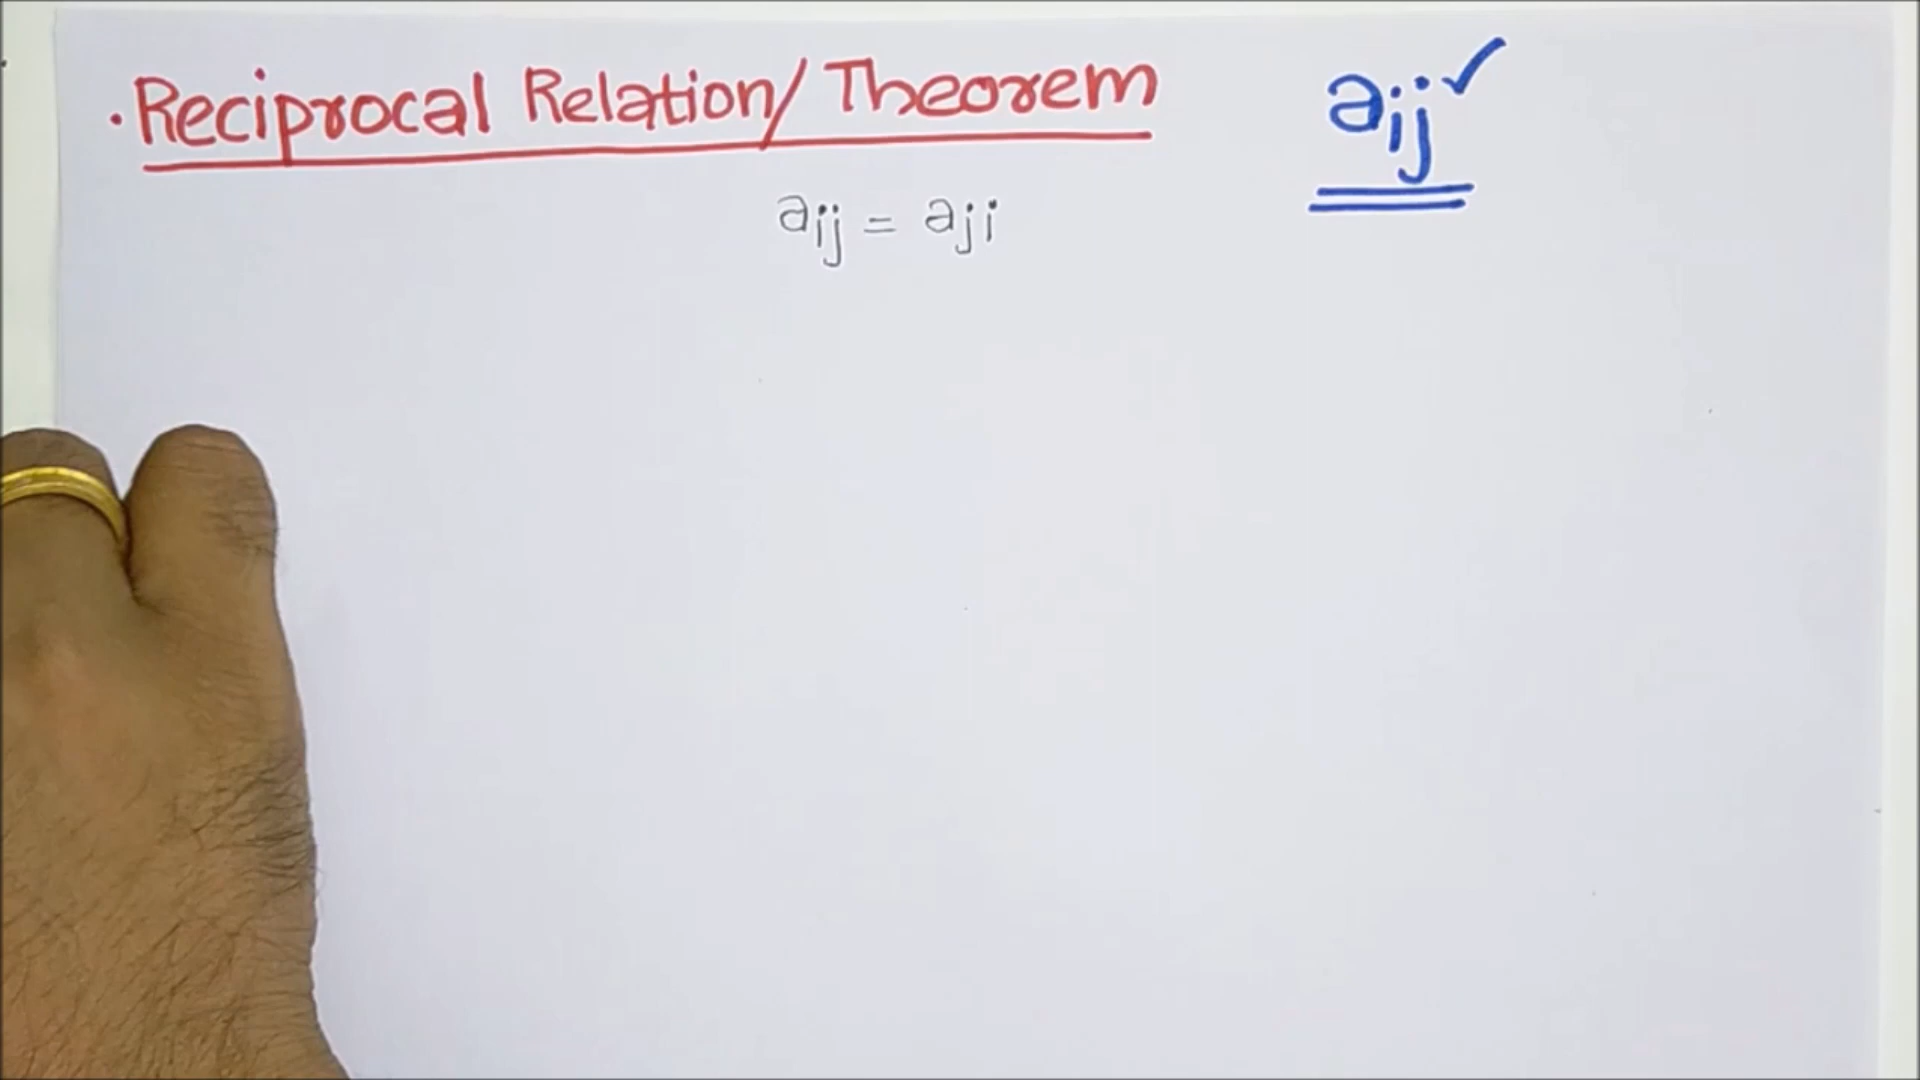 · Reciprocal Relation/Theorem
aij ✓
aij = aji